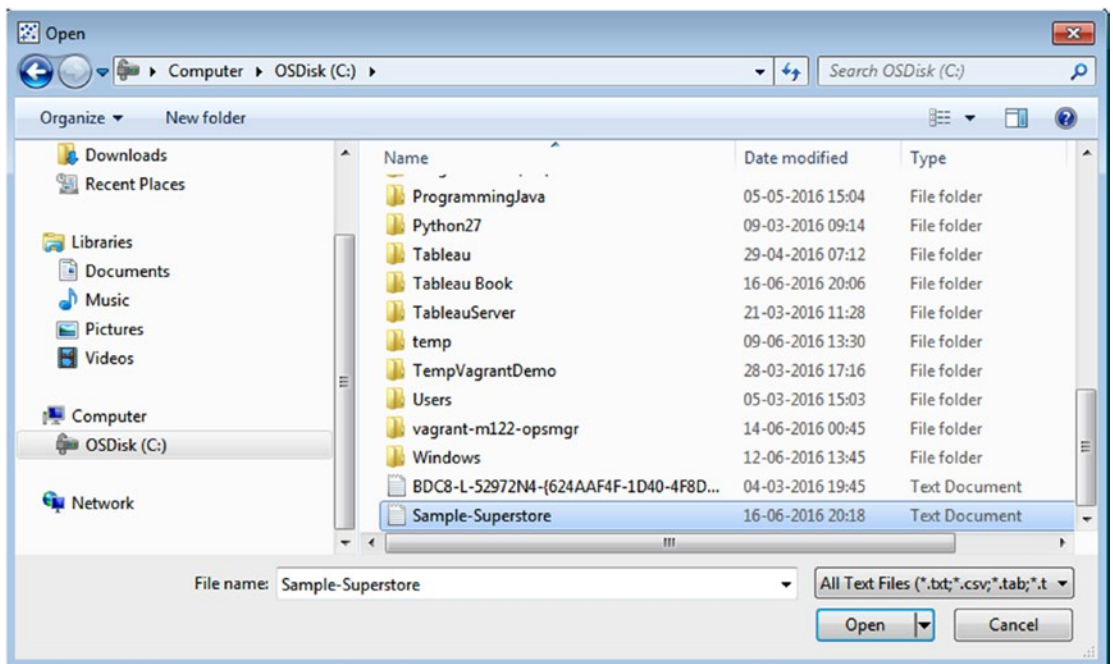 Open
Computer OSDisk (C:)
Search OSDisk (C:)
Organize New folder
Downloads
Recent Places
Libraries
Documents
Music
Pictures
Videos
Computer
OSDisk (C:)
Network
Name Date modified Type
ProgrammingJava 05-05-2016 15:04 File folder
Python27 09-03-2016 09:14 File folder
Tableau 29-04-2016 07:12 File folder
Tableau Book 16-06-2016 20:06 File folder
TableauServer 21-03-2016 11:28 File folder
temp 09-06-2016 13:30 File folder
TempVagrantDemo 28-03-2016 17:16 File folder
Users 05-03-2016 15:03 File folder
vagrant-m122-opsmgr 14-06-2016 00:45 File folder
Windows 12-06-2016 13:45 File folder
BDC8-L-52972N4-{624AAF4F-1D40-4F8D... 04-03-2016 19:45 Text Document
Sample-Superstore 16-06-2016 20:18 Text Document
File name: Sample-Superstore
All Text Files (*.txt;*.csv;*.tab;*.t
Open Cancel